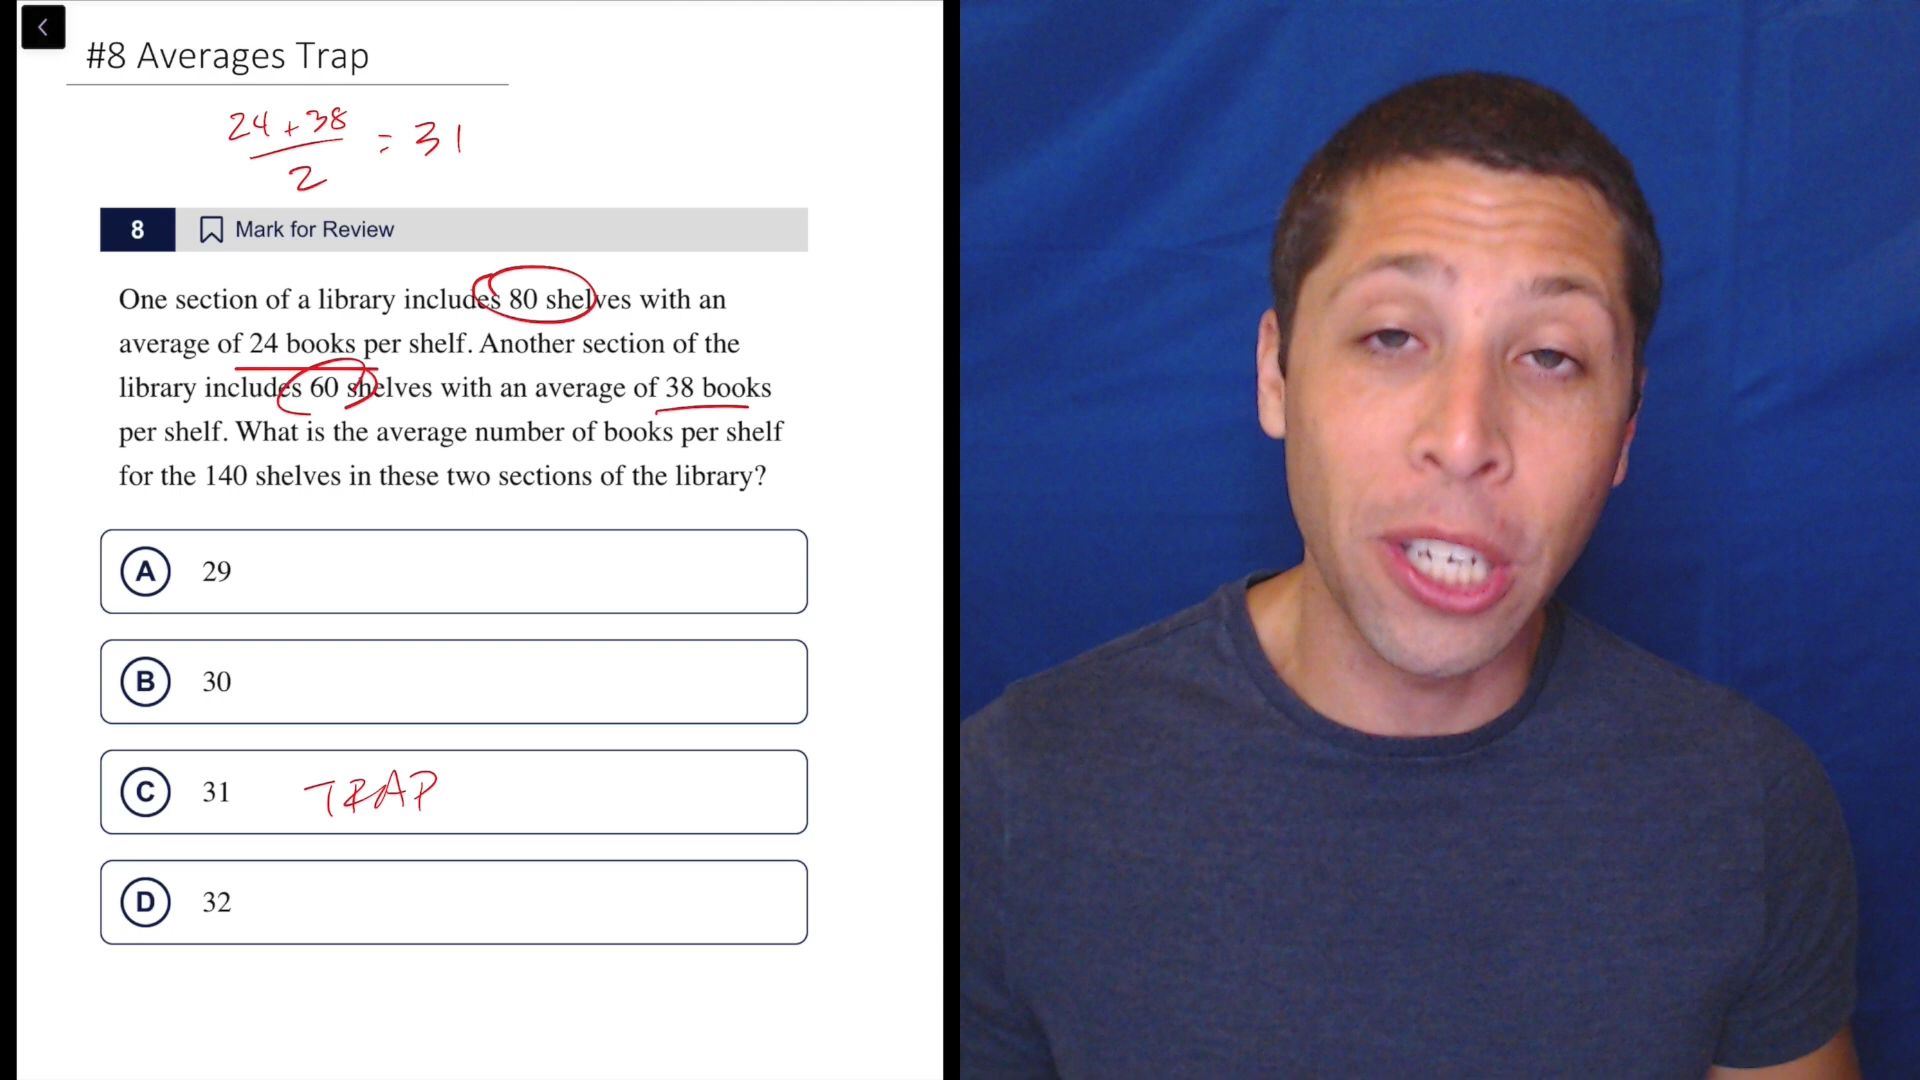 #8 Averages Trap
24 + 38
2
= 31
8 Mark for Review
One section of a library includes 80 shelves with an
average of 24 books per shelf. Another section of the
library includes 60 shelves with an average of 38 books
per shelf. What is the average number of books per shelf
for the 140 shelves in these two sections of the library?
A 29
B 30
C 31 TRAP
D 32